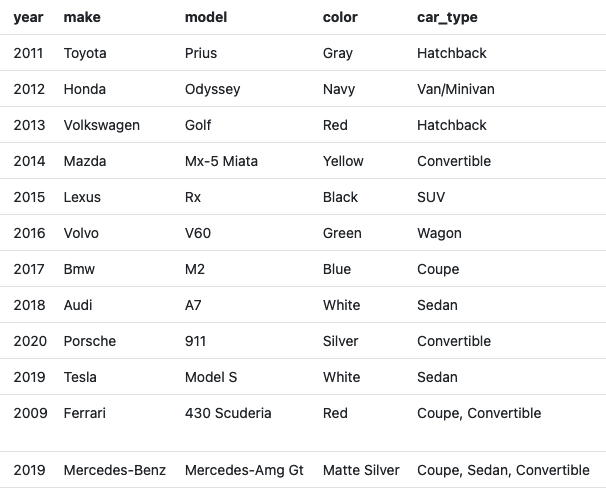 year make model color car_type
2011 Toyota Prius Gray Hatchback
2012 Honda Odyssey Navy Van/Minivan
2013 Volkswagen Golf Red Hatchback
2014 Mazda Mx-5 Miata Yellow Convertible
2015 Lexus Rx Black SUV
2016 Volvo V60 Green Wagon
2017 Bmw M2 Blue Coupe
2018 Audi A7 White Sedan
2020 Porsche 911 Silver Convertible
2019 Tesla Model S White Sedan
2009 Ferrari 430 Scuderia Red Coupe, Convertible
2019 Mercedes-Benz Mercedes-Amg Gt Matte Silver Coupe, Sedan, Convertible